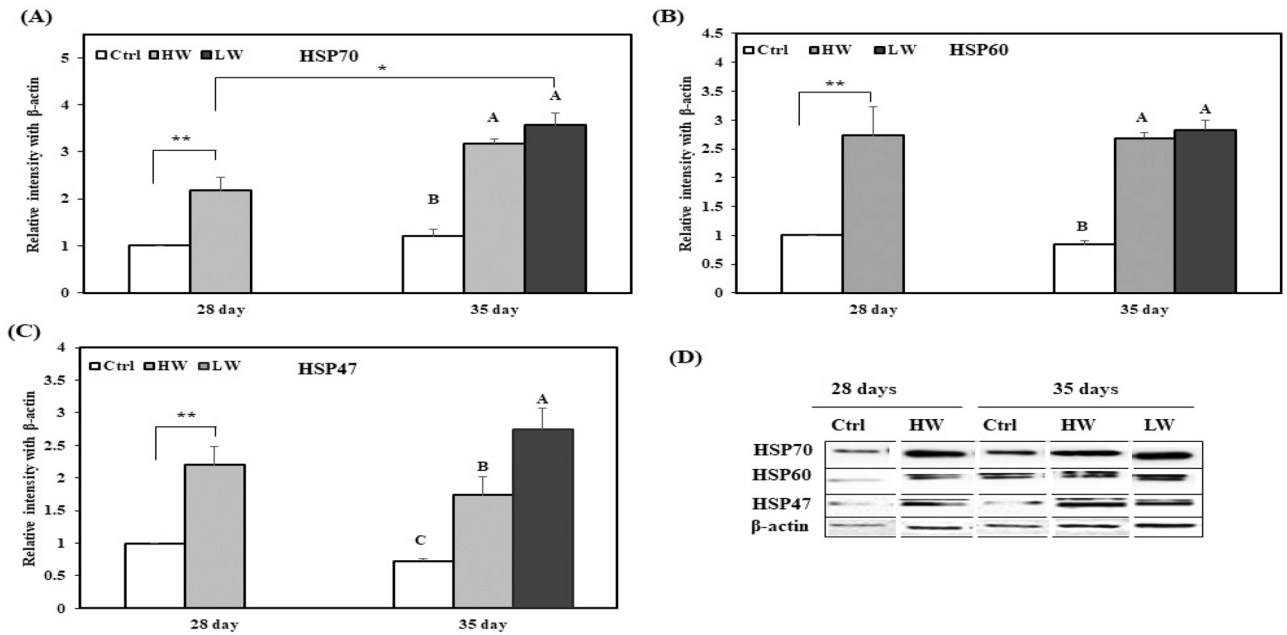 (A)
Relative intensity with β-actin
5
4
3
2
1
0
Ctrl HW LW
HSP70
**
*
B
A
A
28 day
35 day
(B)
Relative intensity with β-actin
4.5
4
3.5
3
2.5
2
1.5
1
0.5
0
Ctrl HW LW
HSP60
**
B
A
A
28 day
35 day
(C)
Relative intensity with β-actin
4
3.5
3
2.5
2
1.5
1
0.5
0
Ctrl HW LW
HSP47
**
C
B
A
28 day
35 day
(D)
28 days 35 days
Ctrl HW Ctrl HW LW
HSP70
HSP60
HSP47
β-actin